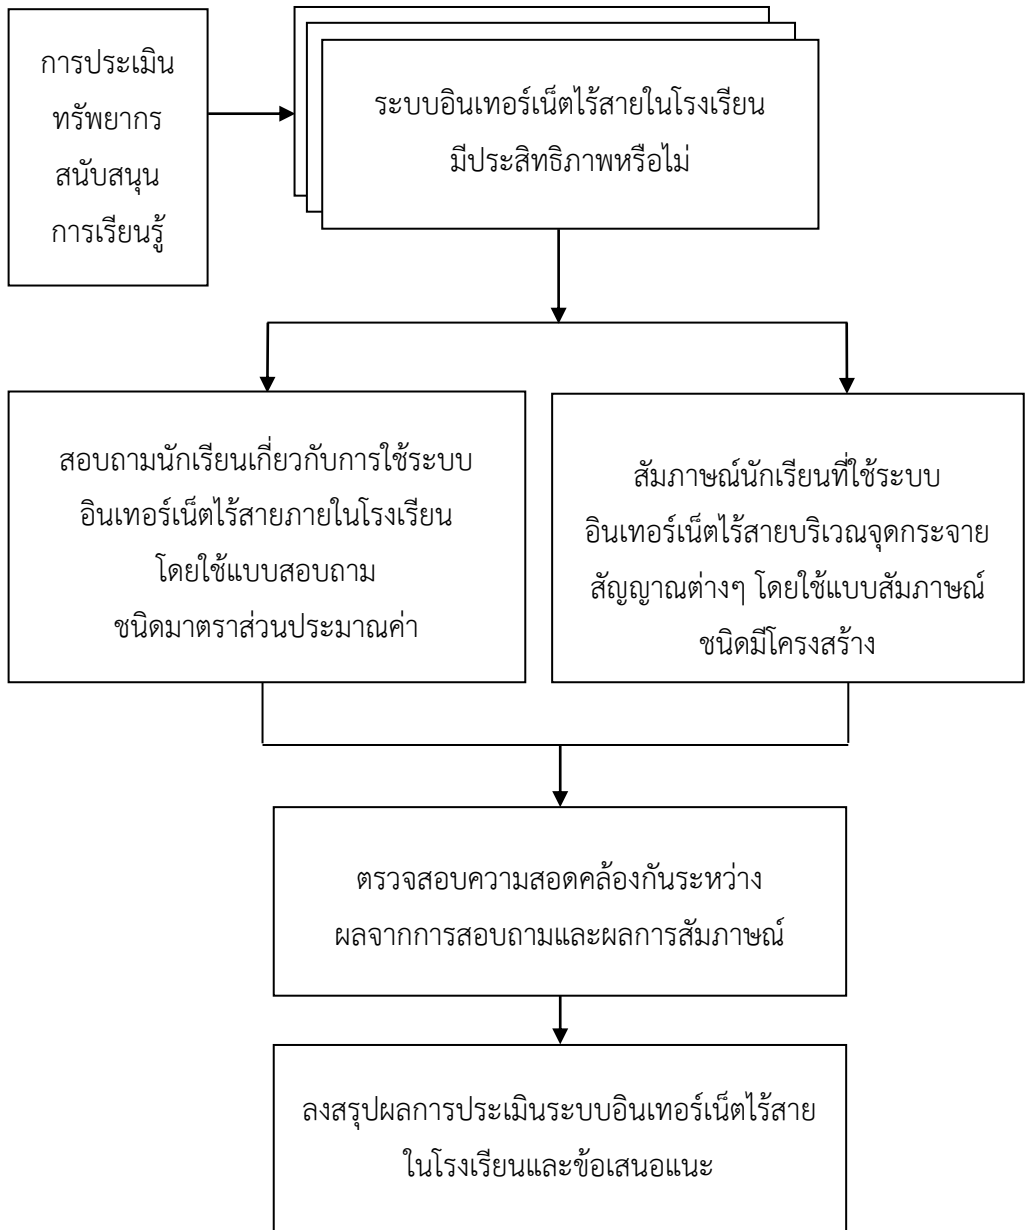 การประเมิน
ทรัพยากร
สนับสนุน
การเรียนรู้
ระบบอินเทอร์เน็ตไร้สายในโรงเรียน
มีประสิทธิภาพหรือไม่
สอบถามนักเรียนเกี่ยวกับการใช้ระบบ
อินเทอร์เน็ตไร้สายภายในโรงเรียน
โดยใช้แบบสอบถาม
ชนิดมาตราส่วนประมาณค่า
สัมภาษณ์นักเรียนที่ใช้ระบบ
อินเทอร์เน็ตไร้สายบริเวณจุดกระจาย
สัญญาณต่างๆ โดยใช้แบบสัมภาษณ์
ชนิดมีโครงสร้าง
ตรวจสอบความสอดคล้องกันระหว่าง
ผลจากการสอบถามและผลการสัมภาษณ์
ลงสรุปผลการประเมินระบบอินเทอร์เน็ตไร้สาย
ในโรงเรียนและข้อเสนอแนะ